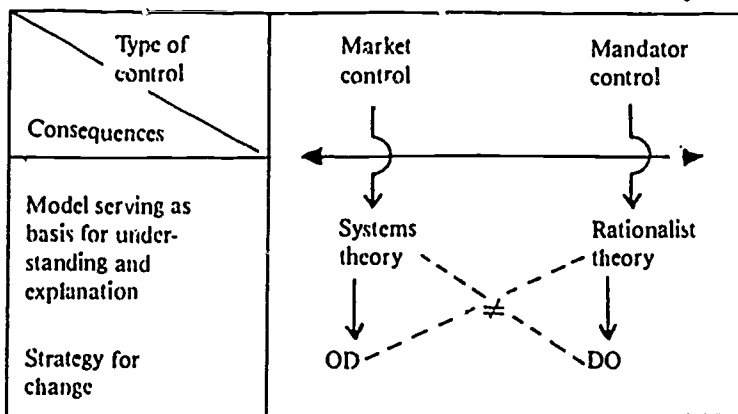 Type of
control
Consequences
Market
control
Mandator
control
Model serving as
basis for under-
standing and
explanation
Systems
theory
Rationalist
theory
≠
Strategy for
change
OD
DO